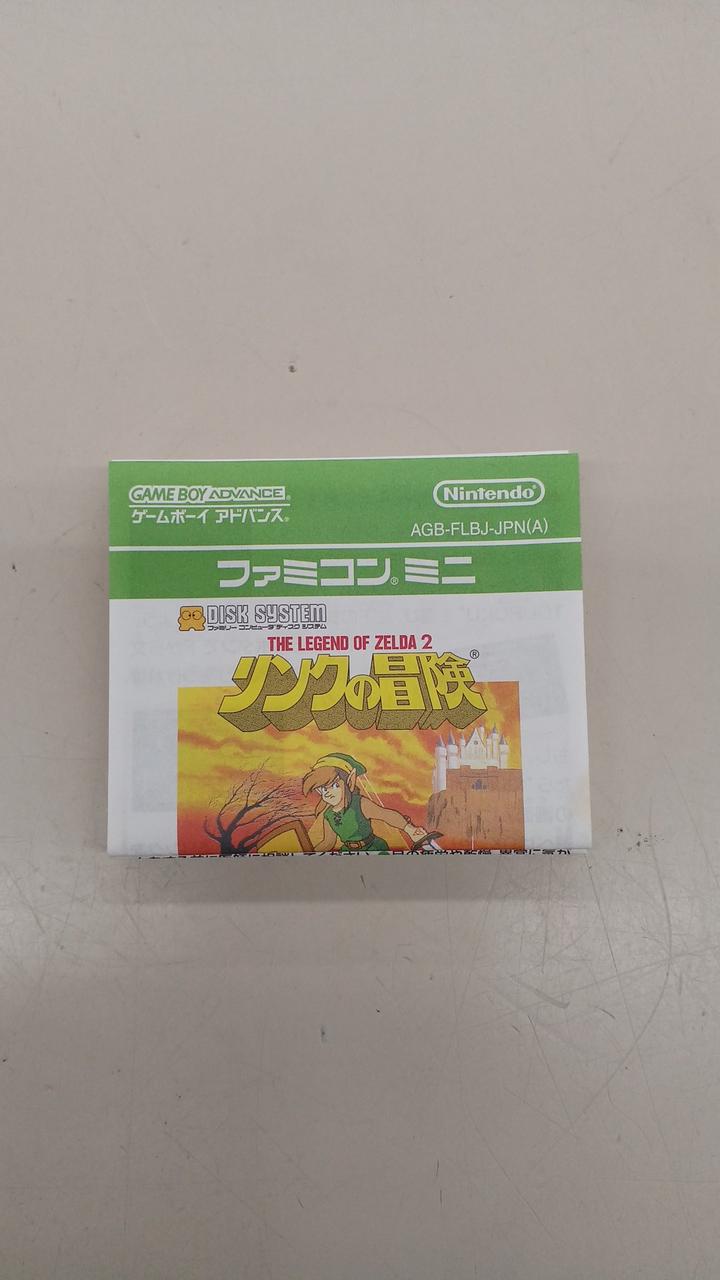 GAME BOY ADVANCE
ゲームボーイ アドバンス
Nintendo®
AGB-FLBJ-JPN(A)
ファミコン® ミニ
DISK SYSTEM
ファミリー コンピュータ ディスク システム
THE LEGEND OF ZELDA 2
リンクの冒険®